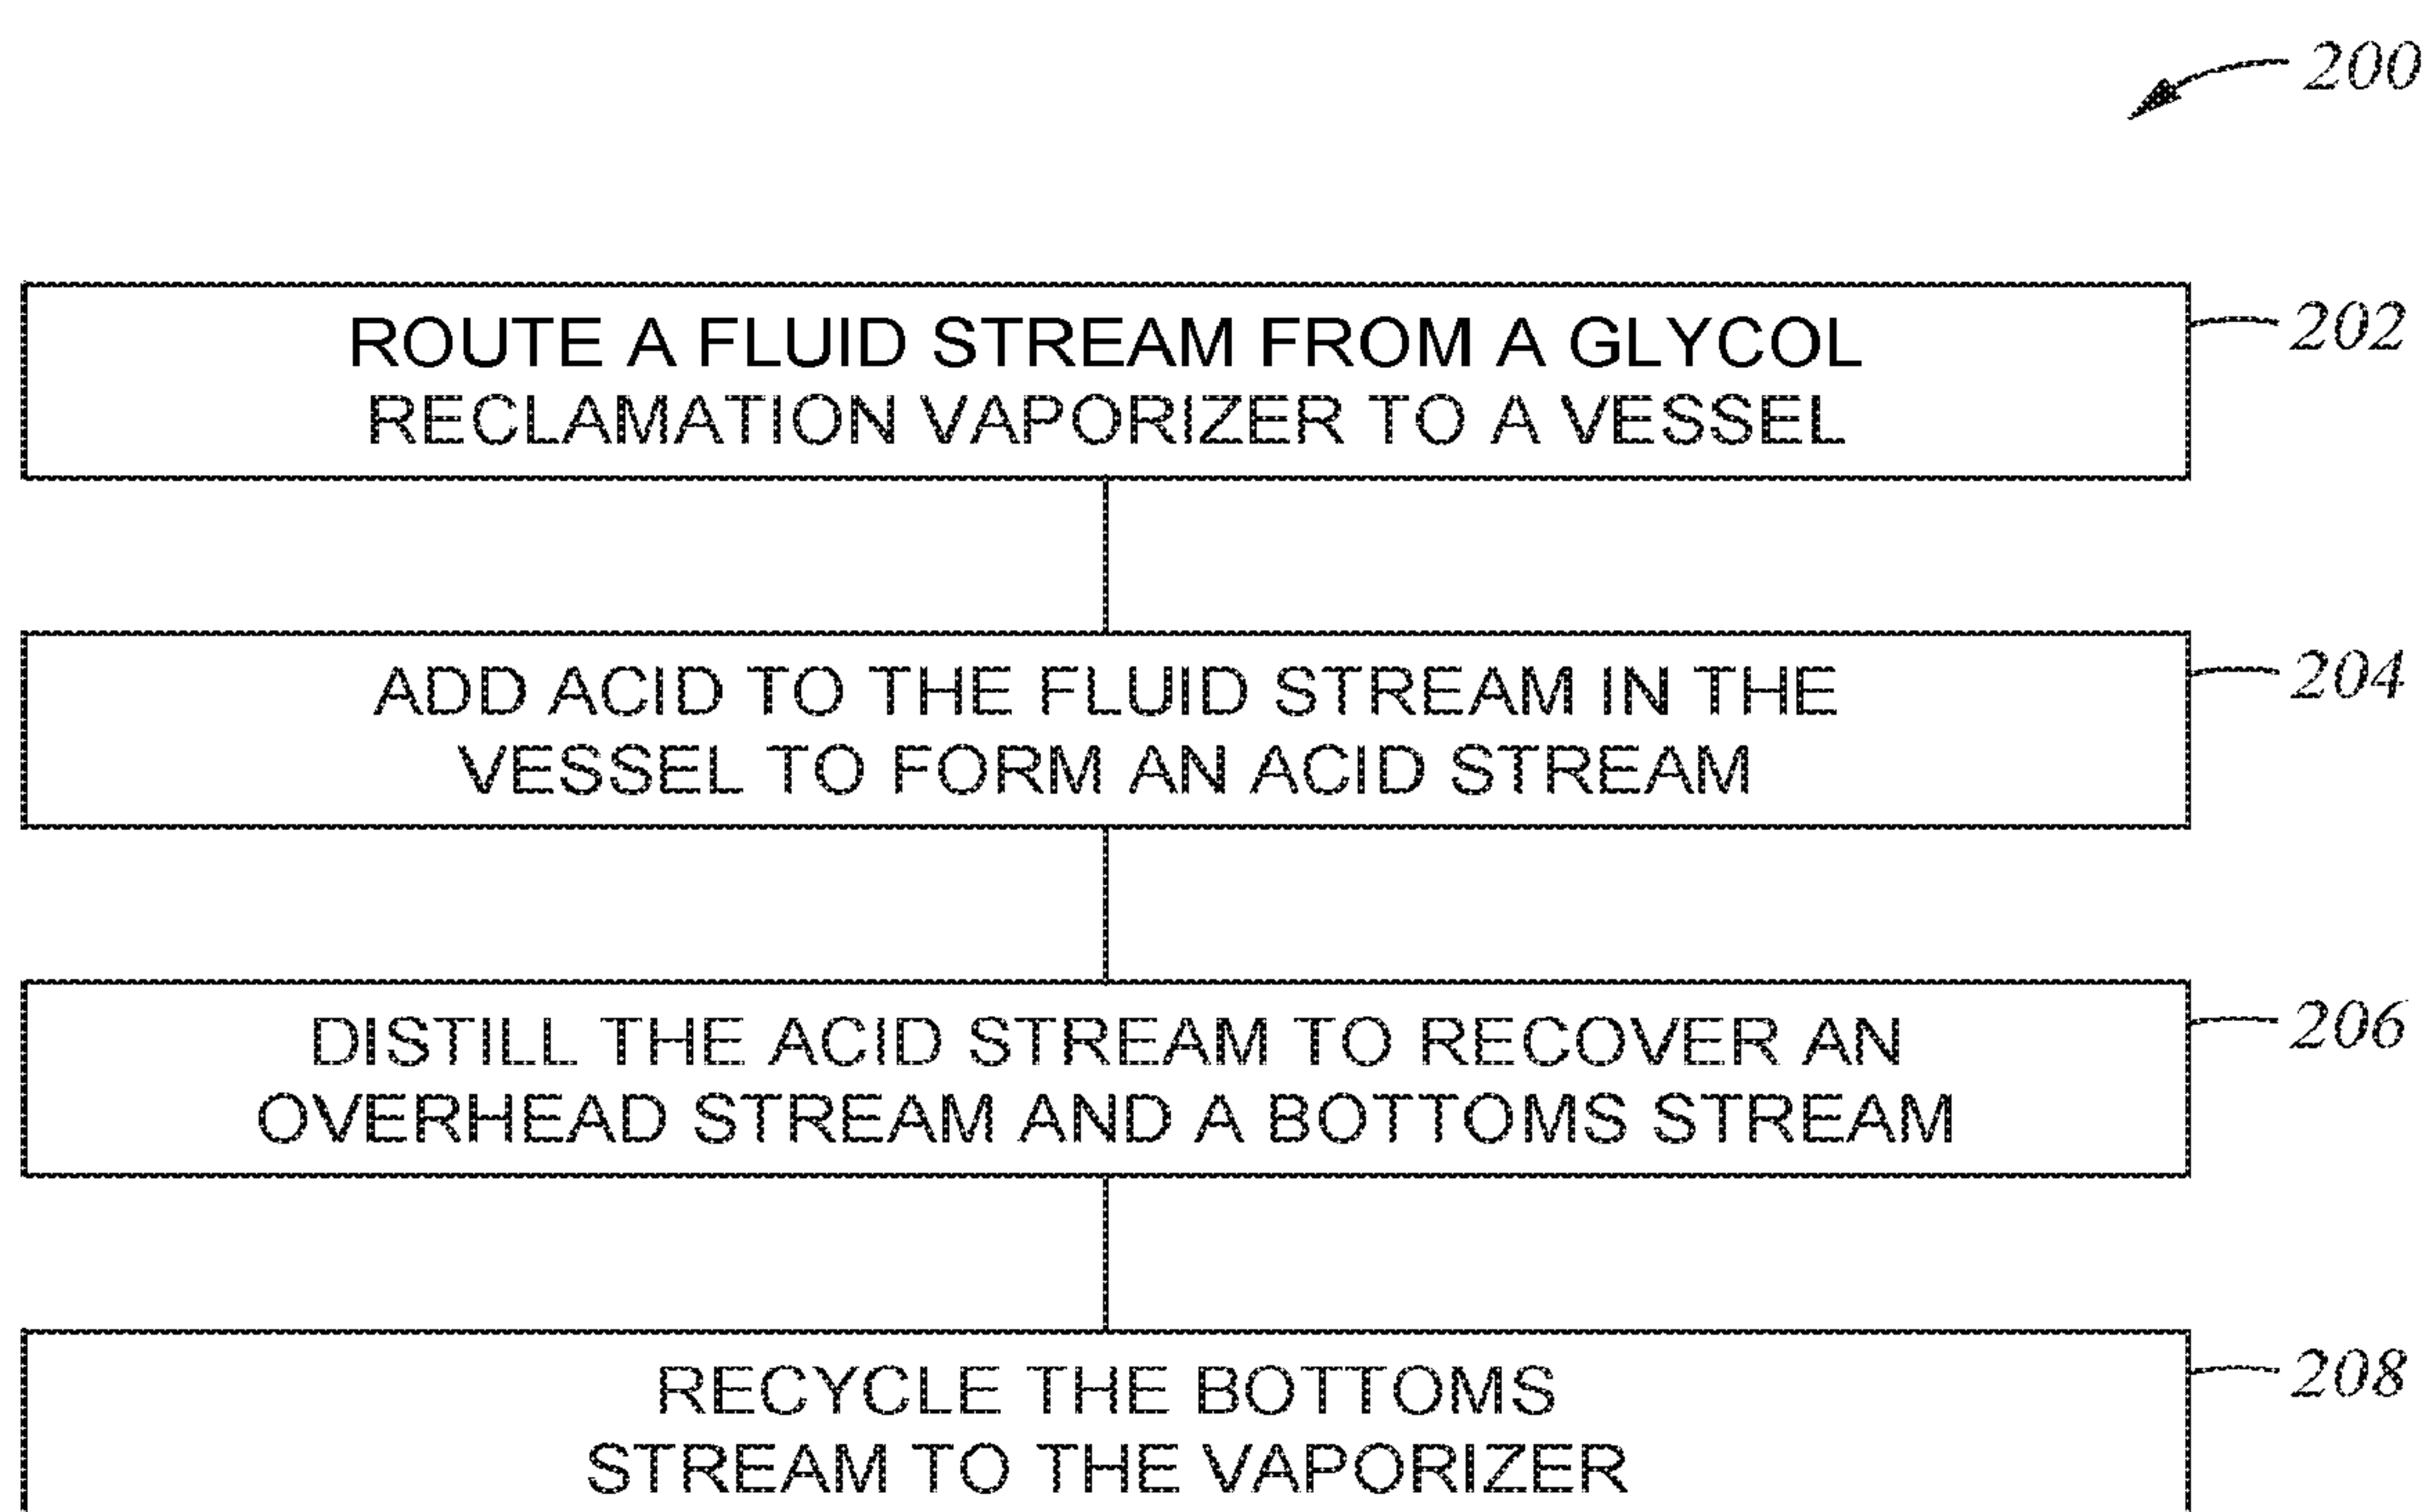 200
ROUTE A FLUID STREAM FROM A GLYCOL
RECLAMATION VAPORIZER TO A VESSEL
202
ADD ACID TO THE FLUID STREAM IN THE
VESSEL TO FORM AN ACID STREAM
204
DISTILL THE ACID STREAM TO RECOVER AN
OVERHEAD STREAM AND A BOTTOMS STREAM
206
RECYCLE THE BOTTOMS
STREAM TO THE VAPORIZER
208